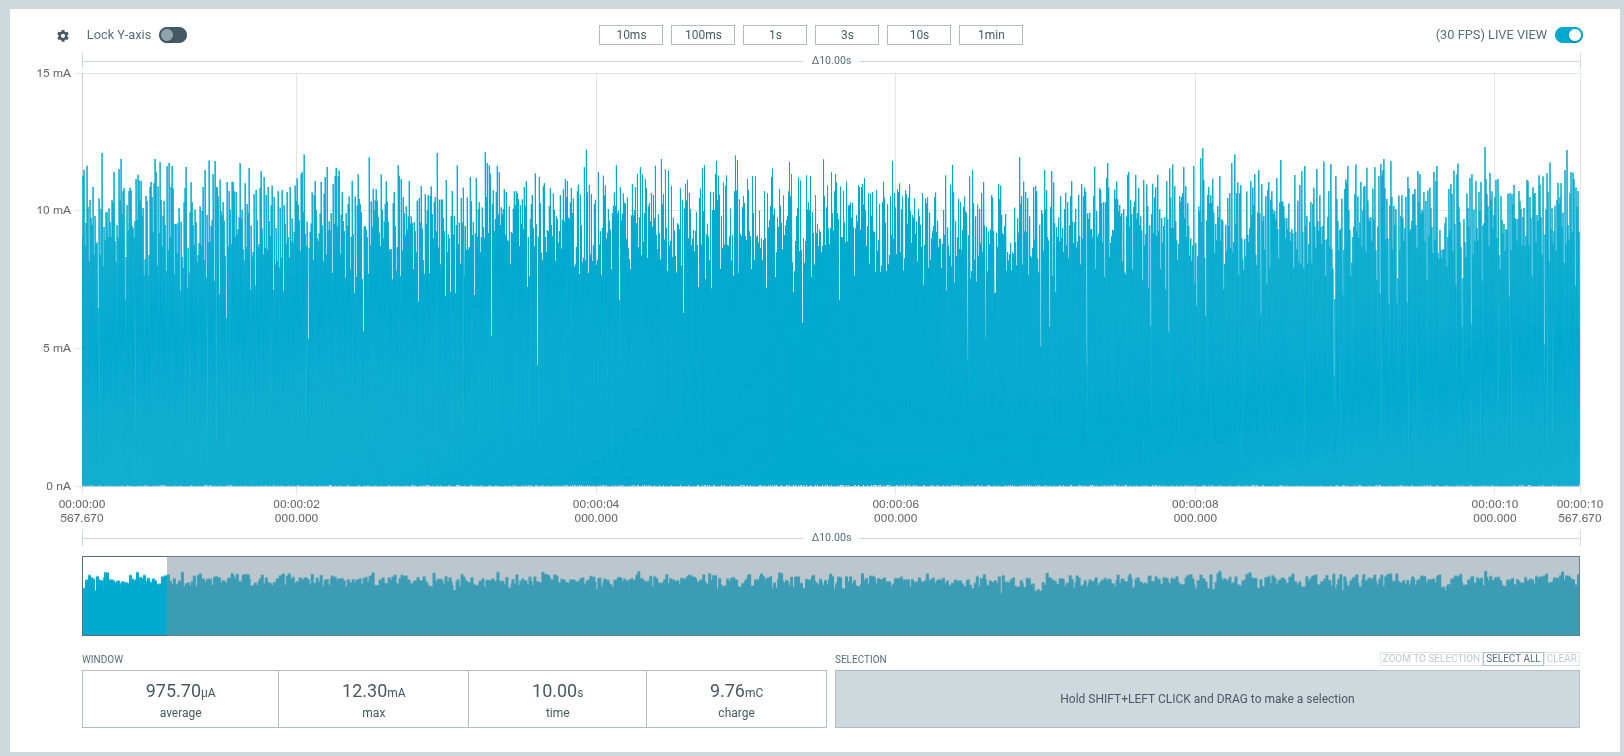 Lock Y-axis
10ms 100ms 1s 3s 10s 1min
(30 FPS) LIVE VIEW
Δ10.00s
15 mA
10 mA
5 mA
0 nA
00:00:00 00:00:02 00:00:04 00:00:06 00:00:08 00:00:10 00:00:10
567.670 000.000 000.000 000.000 000.000 000.000 567.670
Δ10.00s
WINDOW
975.70μA 12.30mA 10.00s 9.76mC
average max time charge
SELECTION
ZOOM TO SELECTION SELECT ALL CLEAR
Hold SHIFT+LEFT CLICK and DRAG to make a selection